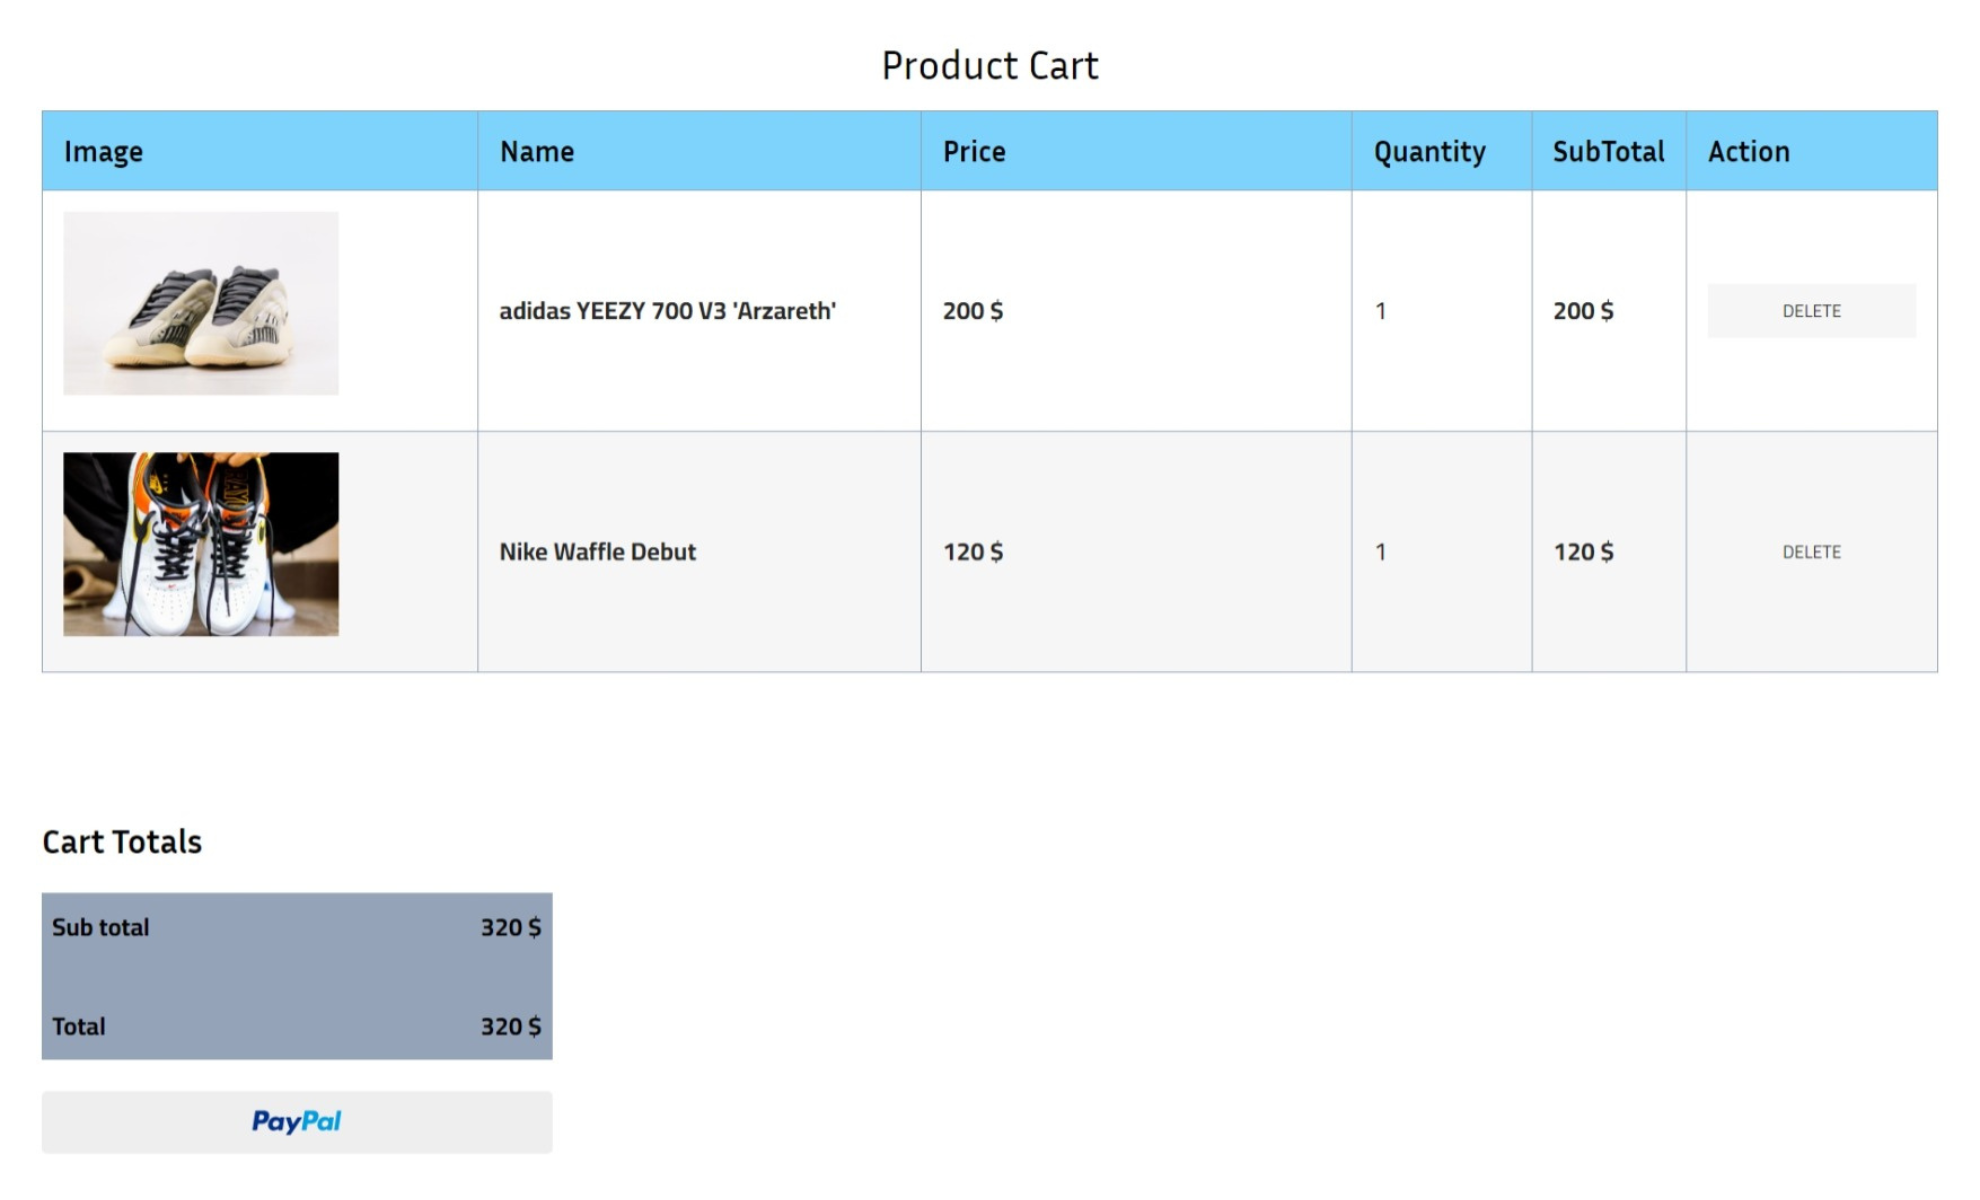 Product Cart
Image Name Price Quantity SubTotal Action
adidas YEEZY 700 V3 'Arzareth' 200 $ 1 200 $ DELETE
Nike Waffle Debut 120 $ 1 120 $ DELETE
Cart Totals
Sub total 320 $
Total 320 $
PayPal